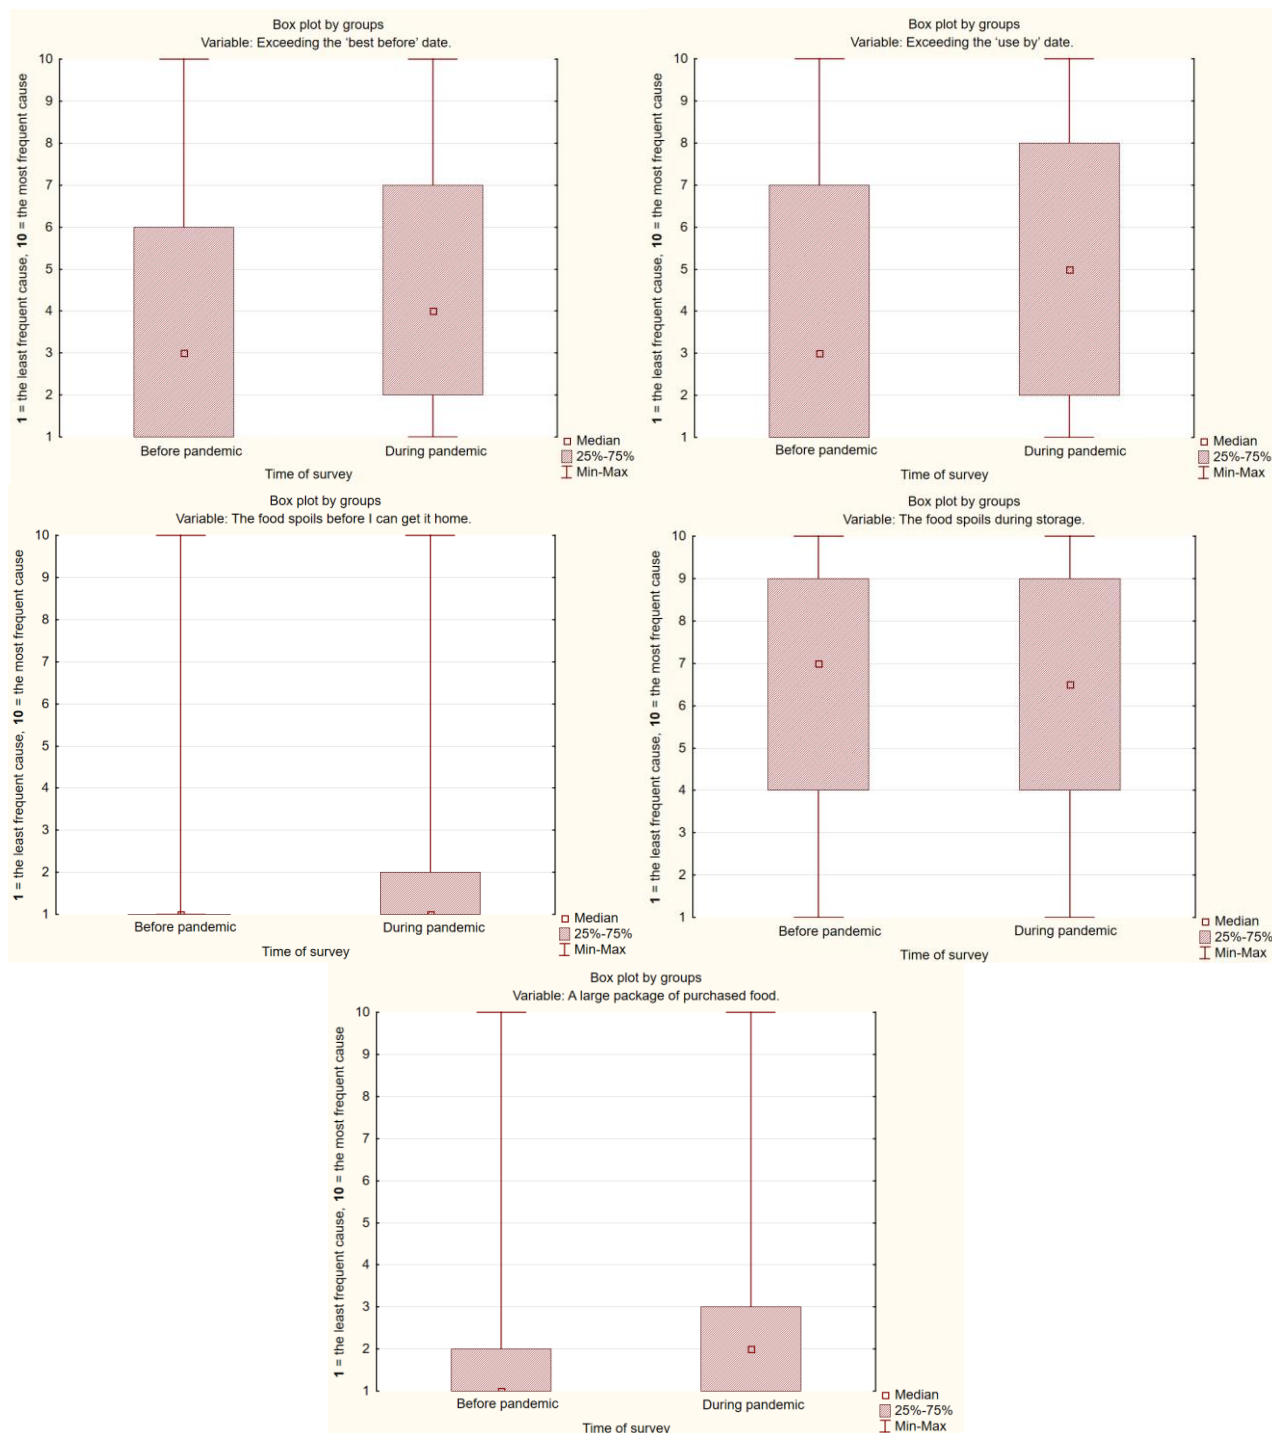 Box plot by groups
Variable: Exceeding the ‘best before’ date.
1 = the least frequent cause, 10 = the most frequent cause
10
9
8
7
6
5
4
3
2
1
Before pandemic
During pandemic
Time of survey
Median
25%-75%
Min-Max
Box plot by groups
Variable: Exceeding the ‘use by’ date.
1 = the least frequent cause, 10 = the most frequent cause
10
9
8
7
6
5
4
3
2
1
Before pandemic
During pandemic
Time of survey
Median
25%-75%
Min-Max
Box plot by groups
Variable: The food spoils before I can get it home.
1 = the least frequent cause, 10 = the most frequent cause
10
9
8
7
6
5
4
3
2
1
Before pandemic
During pandemic
Time of survey
Median
25%-75%
Min-Max
Box plot by groups
Variable: The food spoils during storage.
1 = the least frequent cause, 10 = the most frequent cause
10
9
8
7
6
5
4
3
2
1
Before pandemic
During pandemic
Time of survey
Median
25%-75%
Min-Max
Box plot by groups
Variable: A large package of purchased food.
1 = the least frequent cause, 10 = the most frequent cause
10
9
8
7
6
5
4
3
2
1
Before pandemic
During pandemic
Time of survey
Median
25%-75%
Min-Max